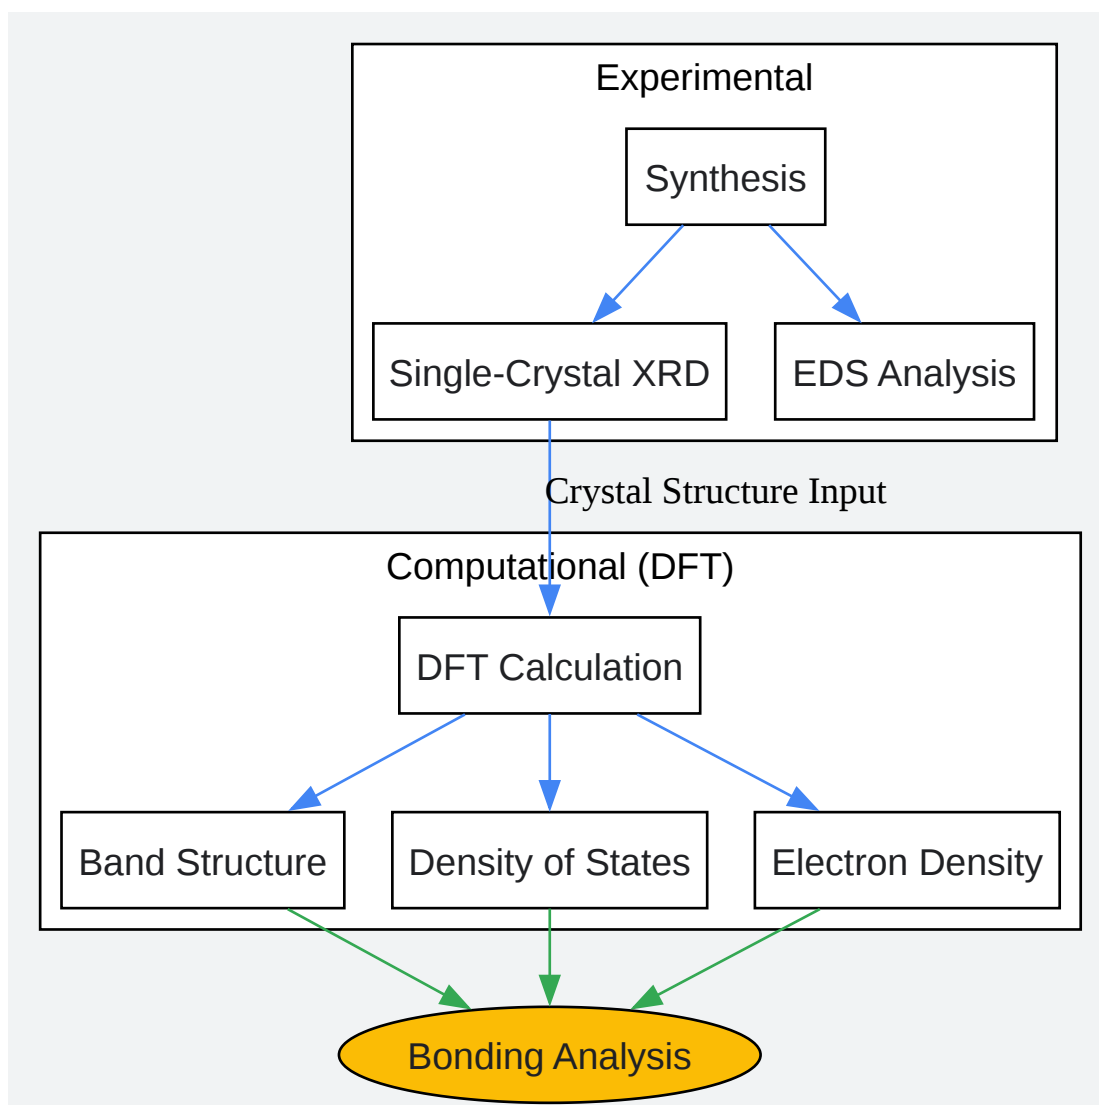 Experimental
Synthesis
Single-Crystal XRD
EDS Analysis
Crystal Structure Input
Computational (DFT)
DFT Calculation
Band Structure
Density of States
Electron Density
Bonding Analysis